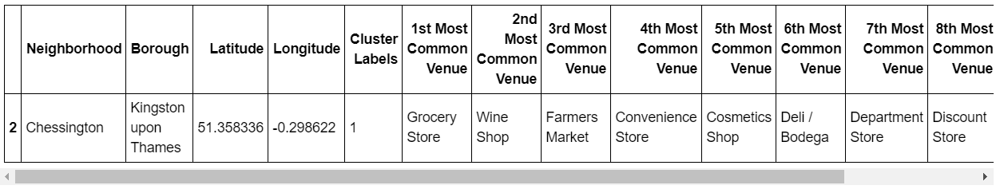 Neighborhood Borough Latitude Longitude Cluster Labels 1st Most Common Venue 2nd Most Common Venue 3rd Most Common Venue 4th Most Common Venue 5th Most Common Venue 6th Most Common Venue 7th Most Common Venue 8th Most Common Venue
2 Chessington Kingston upon Thames 51.358336 -0.298622 1 Grocery Store Wine Shop Farmers Market Convenience Store Cosmetics Shop Deli / Bodega Department Store Discount Store